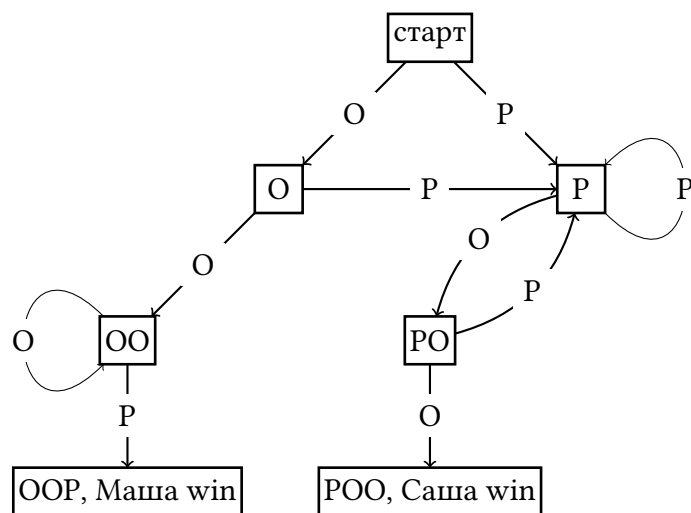 старт
О
Р
О
Р
Р
Р
О
О
Р
О
ОО
РО
Р
О
ООР, Маша win
РОО, Саша win